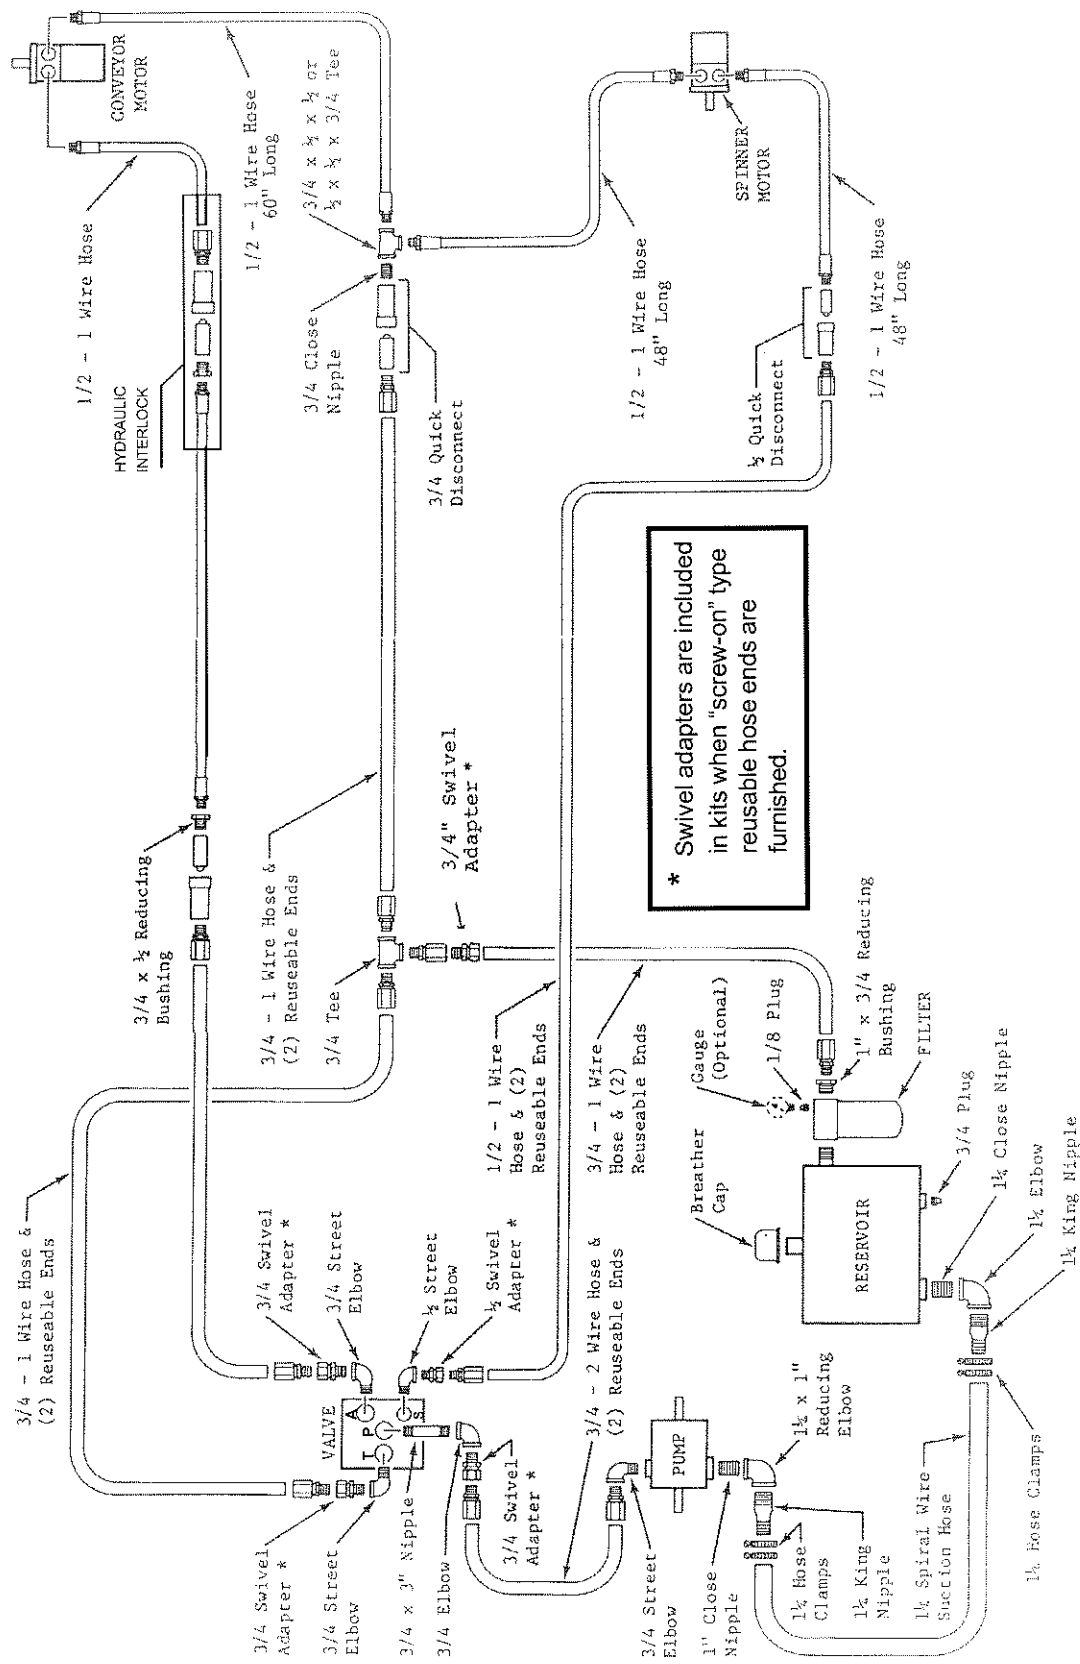 CONVEYOR
MOTOR
1/2 - 1 Wire Hose
HYDRAULIC
INTERLOCK
1/2 - 1 Wire Hose
60" Long
3/4 x ½ x ½ or
½ x ½ x 3/4 Tee
3/4 Close
Nipple
3/4 Quick
Disconnect
SPINNER
MOTOR
1/2 - 1 Wire Hose
48" Long
1/2 - 1 Wire Hose
48" Long
½ Quick
Disconnect
* Swivel adapters are included
in kits when "screw-on" type
reusable hose ends are
furnished.
3/4 x ½ Reducing
Bushing
3/4 - 1 Wire Hose &
(2) Reuseable Ends
3/4 Tee
3/4" Swivel
Adapter *
1/2 - 1 Wire
Hose & (2)
Reuseable Ends
3/4 - 1 Wire
Hose & (2)
Reuseable Ends
Gauge
(Optional)
1/8 Plug
1" x 3/4 Reducing
Bushing
FILTER
Breather
Cap
RESERVOIR
3/4 Plug
1¼ Close Nipple
1¼ Elbow
1¼ King Nipple
3/4 - 1 Wire Hose &
(2) Reuseable Ends
3/4 Swivel
Adapter *
3/4 Street
Elbow
½ Street
Elbow
½ Swivel
Adapter *
VALVE
A
S
P
T
3/4 - 2 Wire Hose &
(2) Reuseable Ends
3/4 Swivel
Adapter *
3/4 Swivel
Adapter *
3/4 Street
Elbow
3/4 x 3" Nipple
3/4 Elbow
3/4 Street
Elbow
1" Close
Nipple
PUMP
1¼ x 1"
Reducing
Elbow
1¼ Hose
Clamps
1¼ King
Nipple
1¼ Spiral Wire
Suction Hose
1¼ Hose Clamps